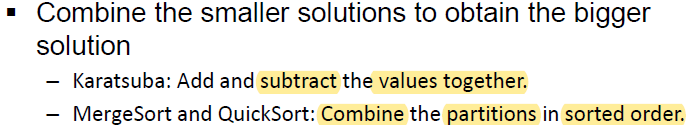 ▪ Combine the smaller solutions to obtain the bigger
solution
– Karatsuba: Add and subtract the values together.
– MergeSort and QuickSort: Combine the partitions in sorted order.